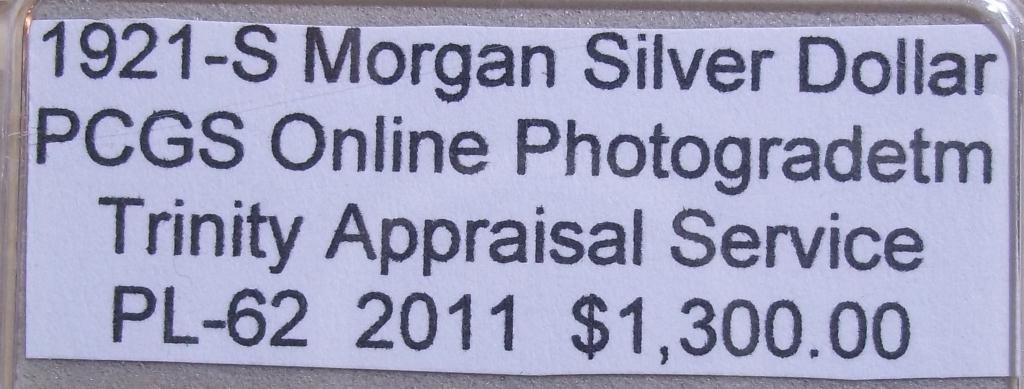 1921-S Morgan Silver Dollar
PCGS Online Photogradetm
Trinity Appraisal Service
PL-62 2011 $1,300.00